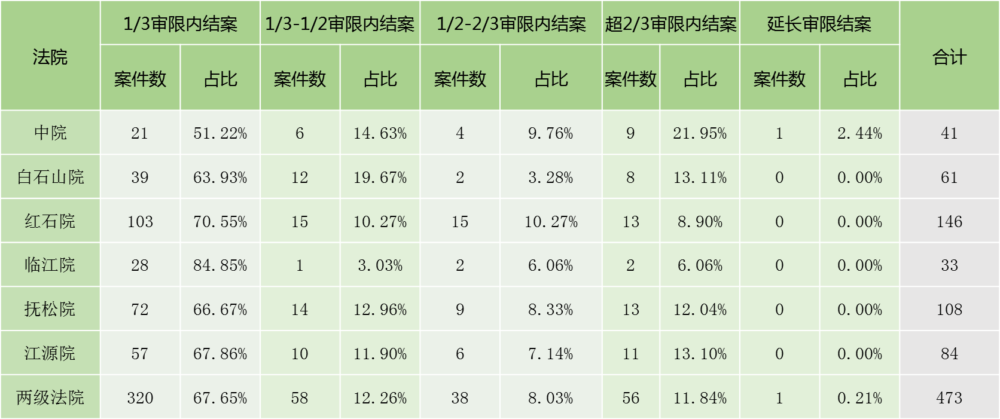 法院 1/3审限内结案 1/3-1/2审限内结案 1/2-2/3审限内结案 超2/3审限内结案 延长审限结案 合计
案件数 占比 案件数 占比 案件数 占比 案件数 占比 案件数 占比
中院 21 51.22% 6 14.63% 4 9.76% 9 21.95% 1 2.44% 41
白石山院 39 63.93% 12 19.67% 2 3.28% 8 13.11% 0 0.00% 61
红石院 103 70.55% 15 10.27% 15 10.27% 13 8.90% 0 0.00% 146
临江院 28 84.85% 1 3.03% 2 6.06% 2 6.06% 0 0.00% 33
抚松院 72 66.67% 14 12.96% 9 8.33% 13 12.04% 0 0.00% 108
江源院 57 67.86% 10 11.90% 6 7.14% 11 13.10% 0 0.00% 84
两级法院 320 67.65% 58 12.26% 38 8.03% 56 11.84% 1 0.21% 473